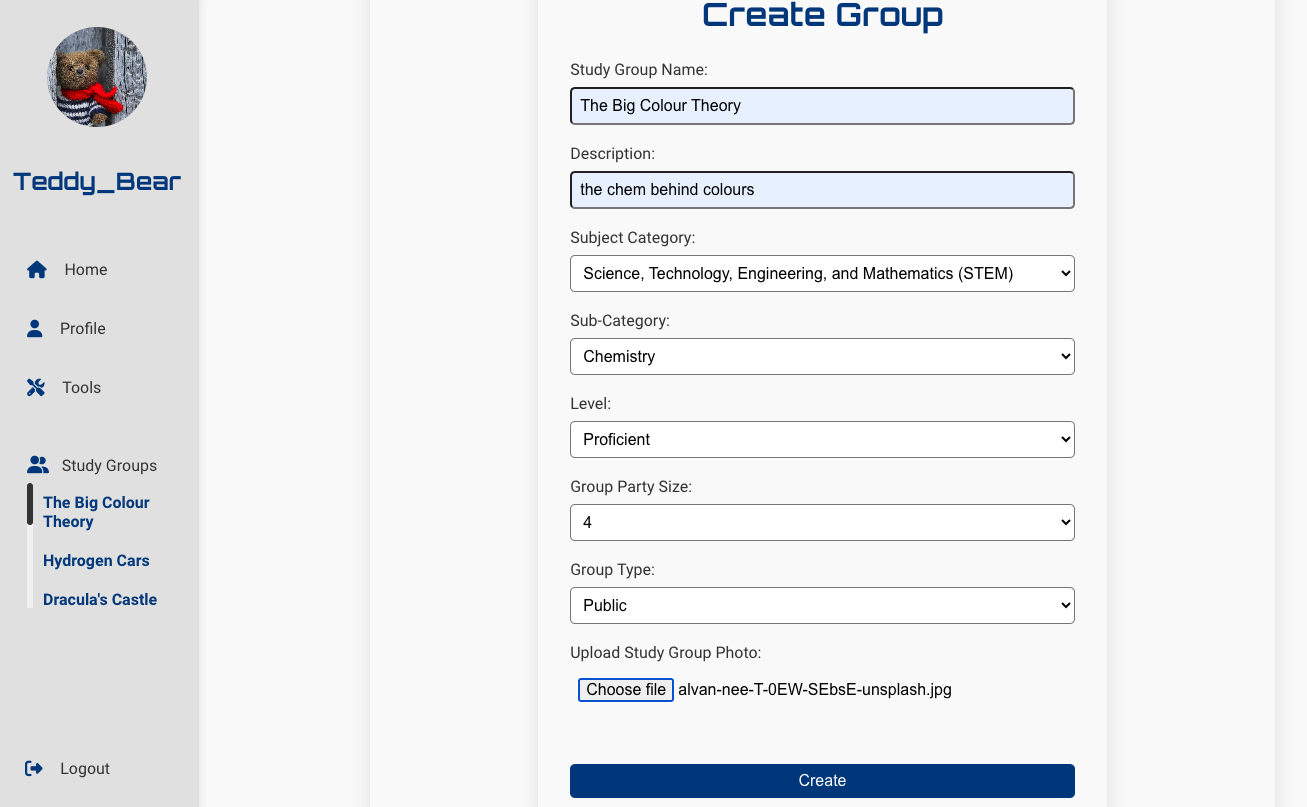 Teddy_Bear
Home
Profile
Tools
Study Groups
The Big Colour
Theory
Hydrogen Cars
Dracula's Castle
Logout
Create Group
Study Group Name:
The Big Colour Theory
Description:
the chem behind colours
Subject Category:
Science, Technology, Engineering, and Mathematics (STEM)
Sub-Category:
Chemistry
Level:
Proficient
Group Party Size:
4
Group Type:
Public
Upload Study Group Photo:
Choose file alvan-nee-T-0EW-SEbsE-unsplash.jpg
Create